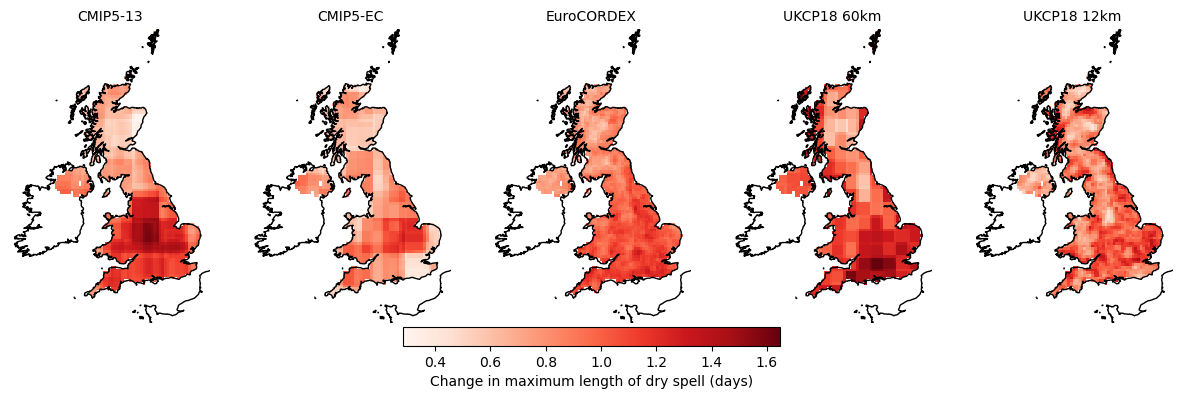 CMIP5-13
CMIP5-EC
EuroCORDEX
UKCP18 60km
UKCP18 12km
0.4
0.6
0.8
1.0
1.2
1.4
1.6
Change in maximum length of dry spell (days)